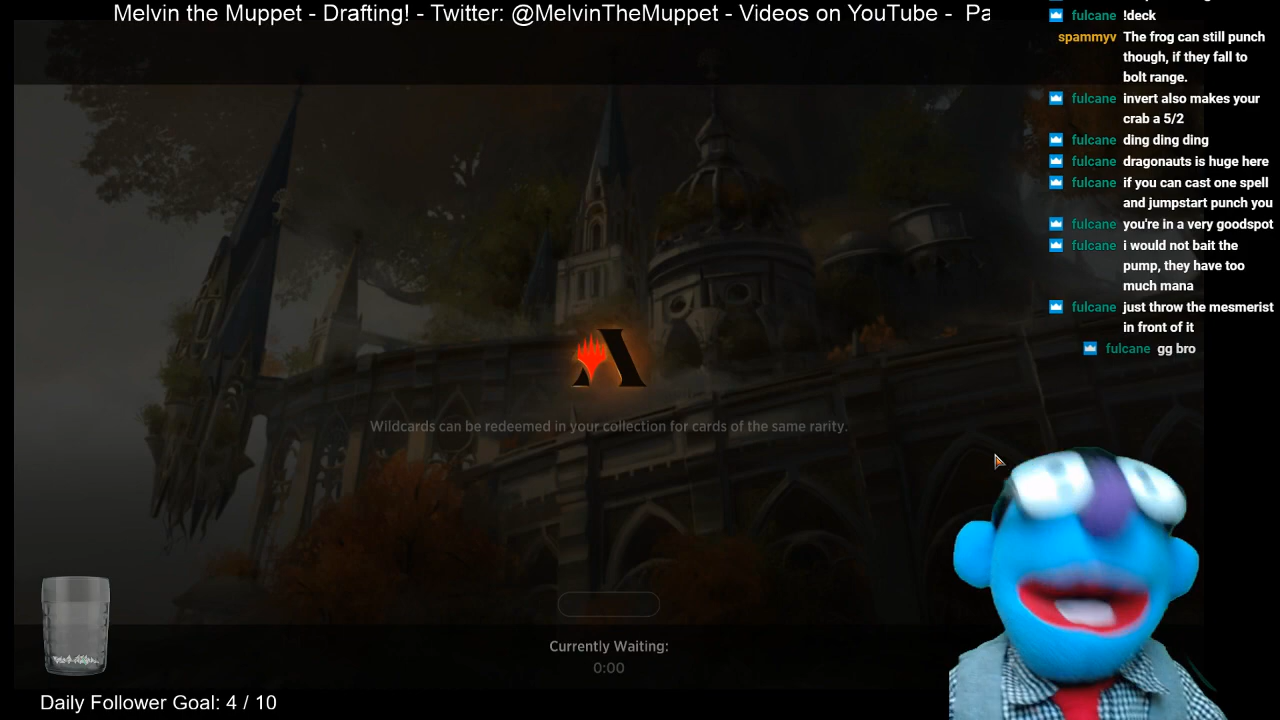 Melvin the Muppet - Drafting! - Twitter: @MelvinTheMuppet - Videos on YouTube - Pa
fulcane !deck
spammyv The frog can still punch
though, if they fall to
bolt range.
fulcane invert also makes your
crab a 5/2
fulcane ding ding ding
fulcane dragonauts is huge here
fulcane if you can cast one spell
and jumpstart punch you
fulcane you're in a very goodspot
fulcane i would not bait the
pump, they have too
much mana
fulcane just throw the mesmerist
in front of it
fulcane gg bro
Wildcards can be redeemed in your collection for cards of the same rarity.
Currently Waiting:
0:00
Daily Follower Goal: 4 / 10